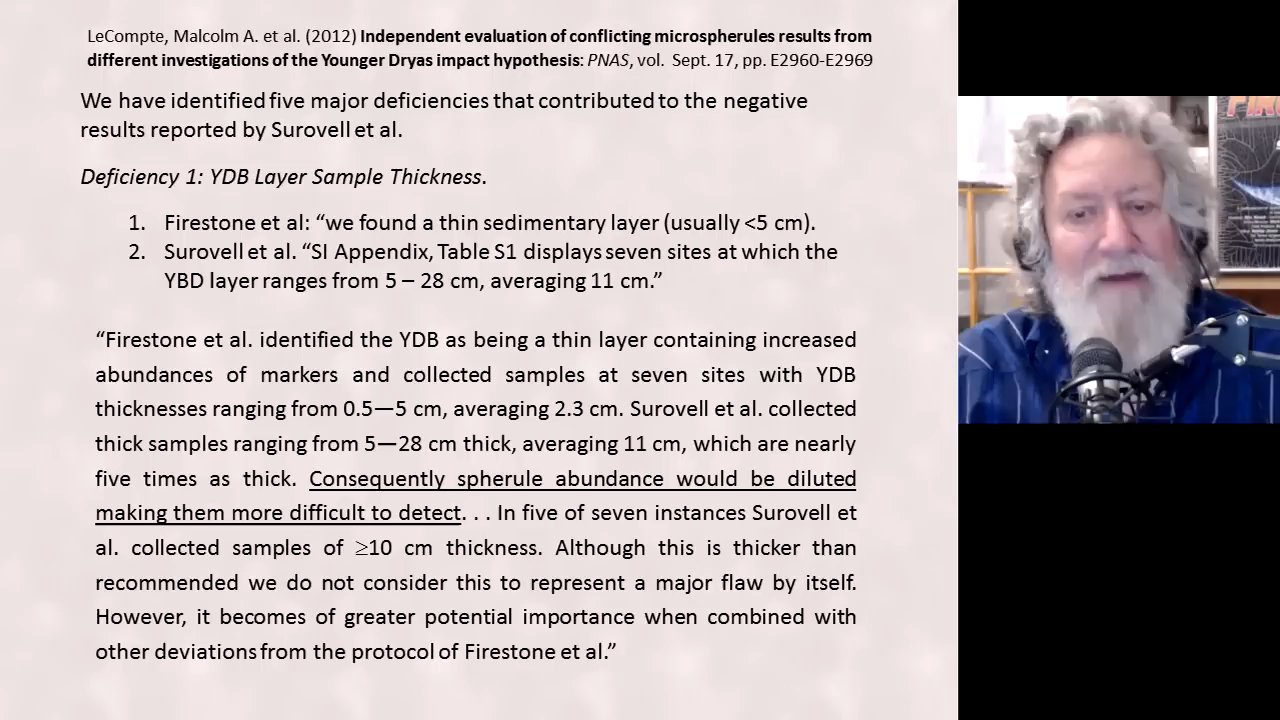 LeCompte, Malcolm A. et al. (2012) Independent evaluation of conflicting microspherules results from
different investigations of the Younger Dryas impact hypothesis: PNAS, vol. Sept. 17, pp. E2960-E2969
We have identified five major deficiencies that contributed to the negative
results reported by Surovell et al.
Deficiency 1: YDB Layer Sample Thickness.
1. Firestone et al: “we found a thin sedimentary layer (usually <5 cm).
2. Surovell et al. “SI Appendix, Table S1 displays seven sites at which the
YBD layer ranges from 5 – 28 cm, averaging 11 cm.”
“Firestone et al. identified the YDB as being a thin layer containing increased
abundances of markers and collected samples at seven sites with YDB
thicknesses ranging from 0.5—5 cm, averaging 2.3 cm. Surovell et al. collected
thick samples ranging from 5—28 cm thick, averaging 11 cm, which are nearly
five times as thick. Consequently spherule abundance would be diluted
making them more difficult to detect. . . In five of seven instances Surovell et
al. collected samples of ≥10 cm thickness. Although this is thicker than
recommended we do not consider this to represent a major flaw by itself.
However, it becomes of greater potential importance when combined with
other deviations from the protocol of Firestone et al.”